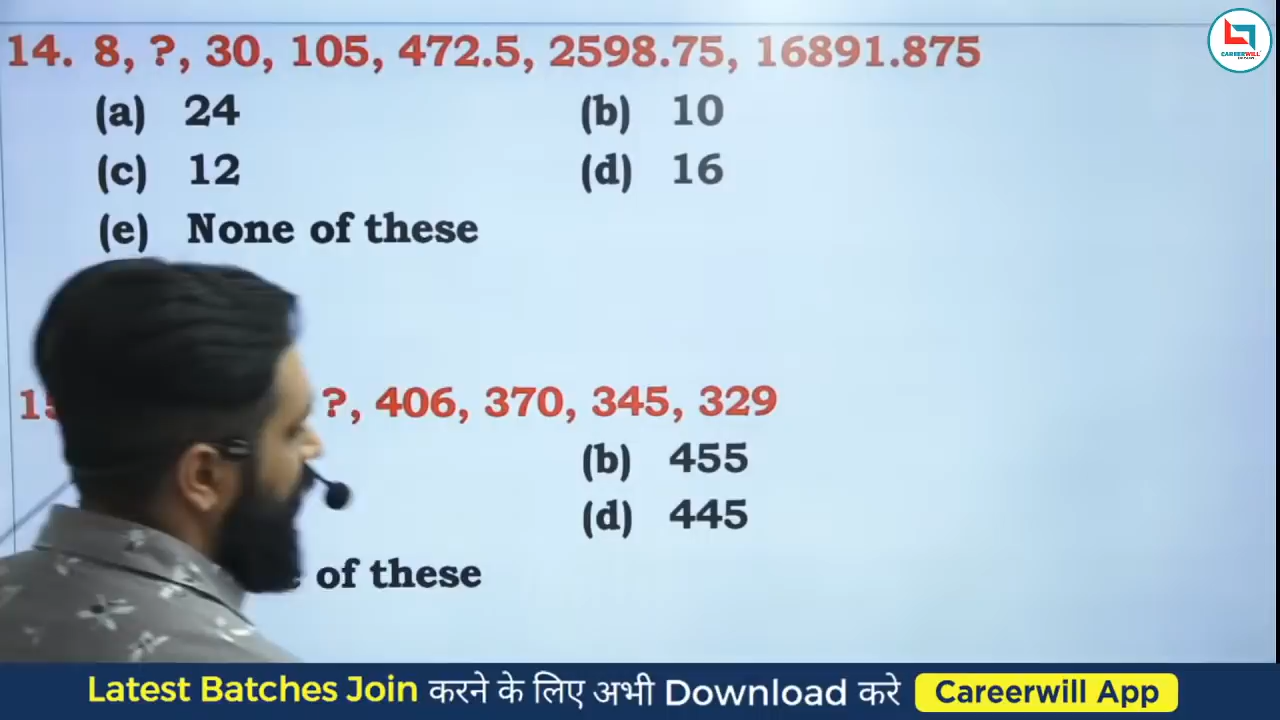 14. 8, ?, 30, 105, 472.5, 2598.75, 16891.875
(a) 24 (b) 10
(c) 12 (d) 16
(e) None of these
?, 406, 370, 345, 329
(b) 455
(d) 445
of these
Latest Batches Join करने के लिए अभी Download करे Careerwill App
CAREERWILL